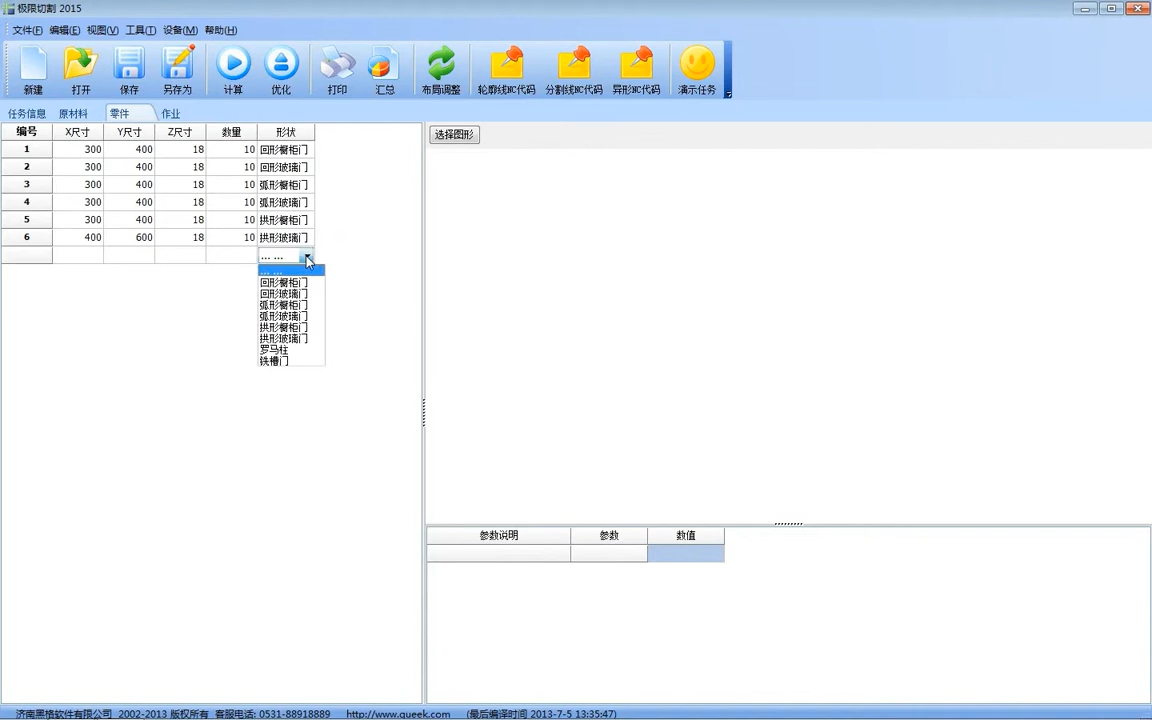 极限切割 2015
文件(F) 编辑(E) 视图(V) 工具(T) 设备(M) 帮助(H)
新建 打开 保存 另存为 计算 优化 打印 汇总 布局调整 轮廓线NC代码 分割线NC代码 异形NC代码 演示任务
任务信息 原材料 零件 作业
编号 X尺寸 Y尺寸 Z尺寸 数量 形状
1 300 400 18 10 回形橱柜门
2 300 400 18 10 回形玻璃门
3 300 400 18 10 弧形橱柜门
4 300 400 18 10 弧形玻璃门
5 300 400 18 10 拱形橱柜门
6 400 600 18 10 拱形玻璃门
... ...
... ...
回形橱柜门
回形玻璃门
弧形橱柜门
弧形玻璃门
拱形橱柜门
拱形玻璃门
罗马柱
铣槽门
选择图形
参数说明 参数 数值
济南黑格软件有限公司 2002-2013 版权所有 客服电话: 0531-88918889 http://www.gueek.com (最后编译时间 2013-7-5 13:35:47)